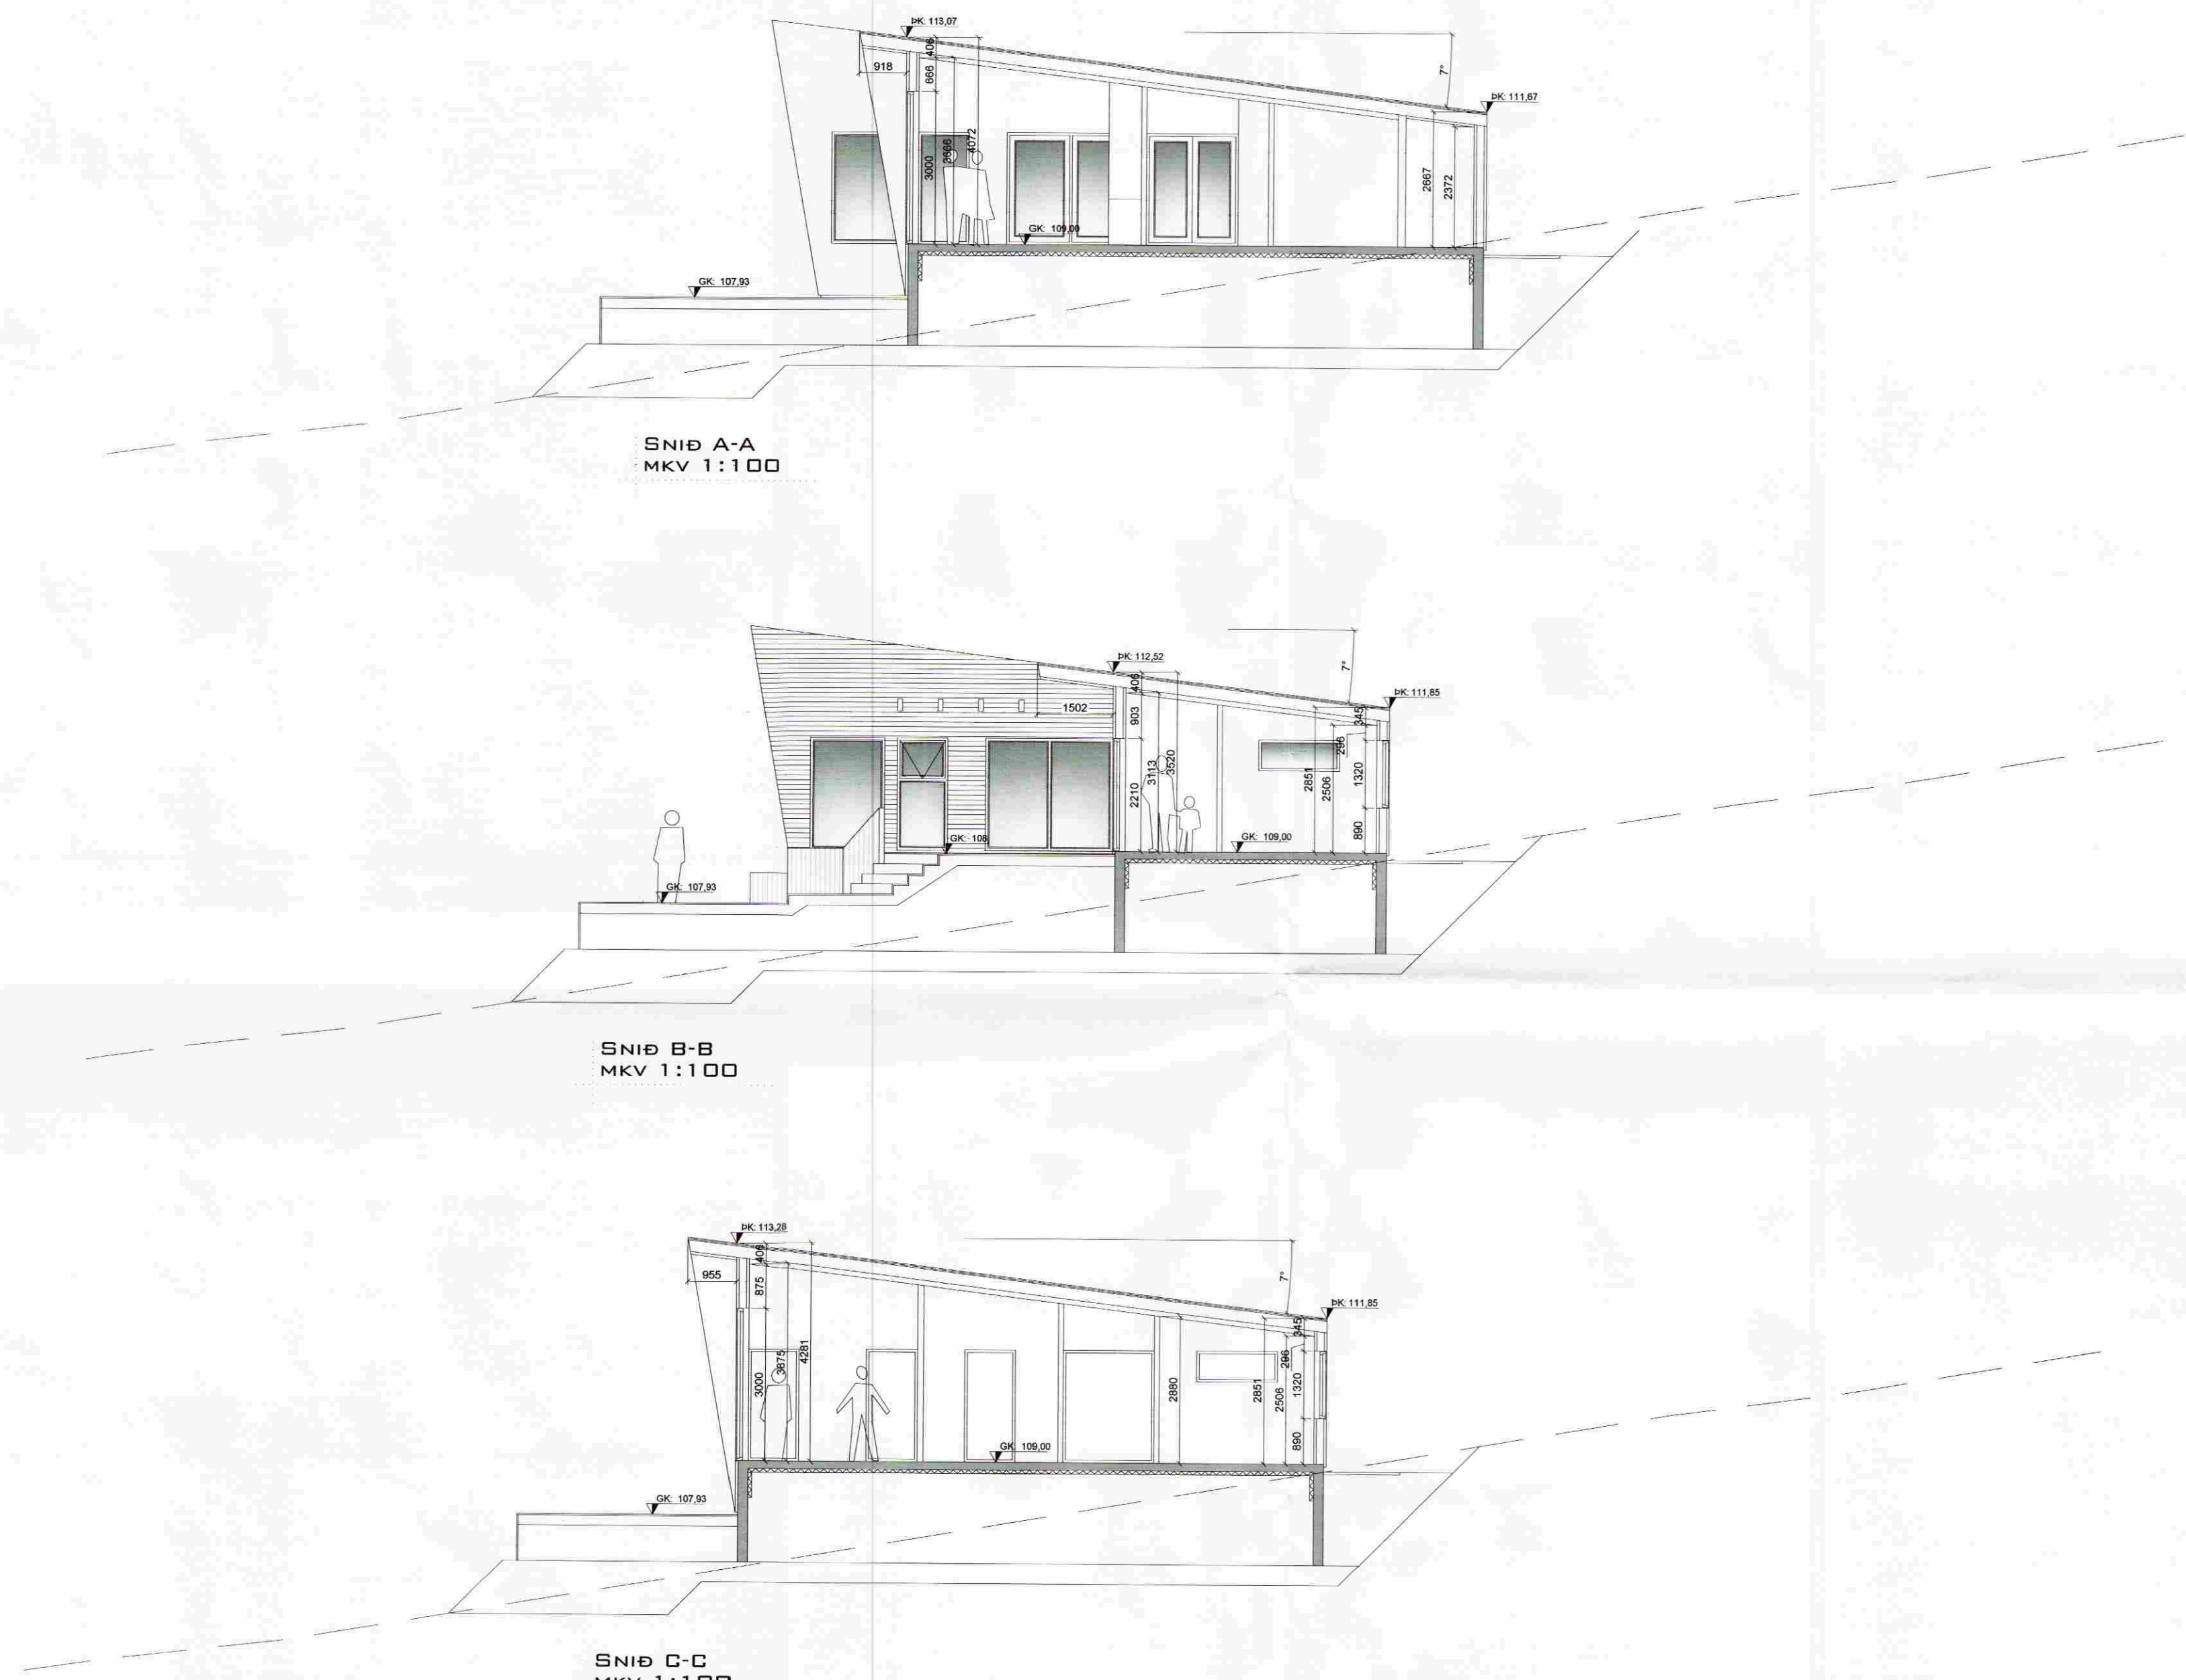 ÞK: 113,07
406
918
666
7°
ÞK: 111,67
4072
3666
3000
2667
2372
GK: 109,00
GK: 107,93
SNIÐ A-A
MKV 1:100
ÞK: 112,52
7°
406
ÞK: 111,85
1502
903
345
296
3520
3113
2851
1320
2506
2210
890
GK: 108
GK: 109,00
GK: 107,93
SNIÐ B-B
MKV 1:100
ÞK: 113,28
406
955
875
7°
ÞK: 111,85
345
4281
3875
296
3000
2880
2851
1320
2506
890
GK: 109,00
GK: 107,93
SNIÐ C-C
MKV 1:100